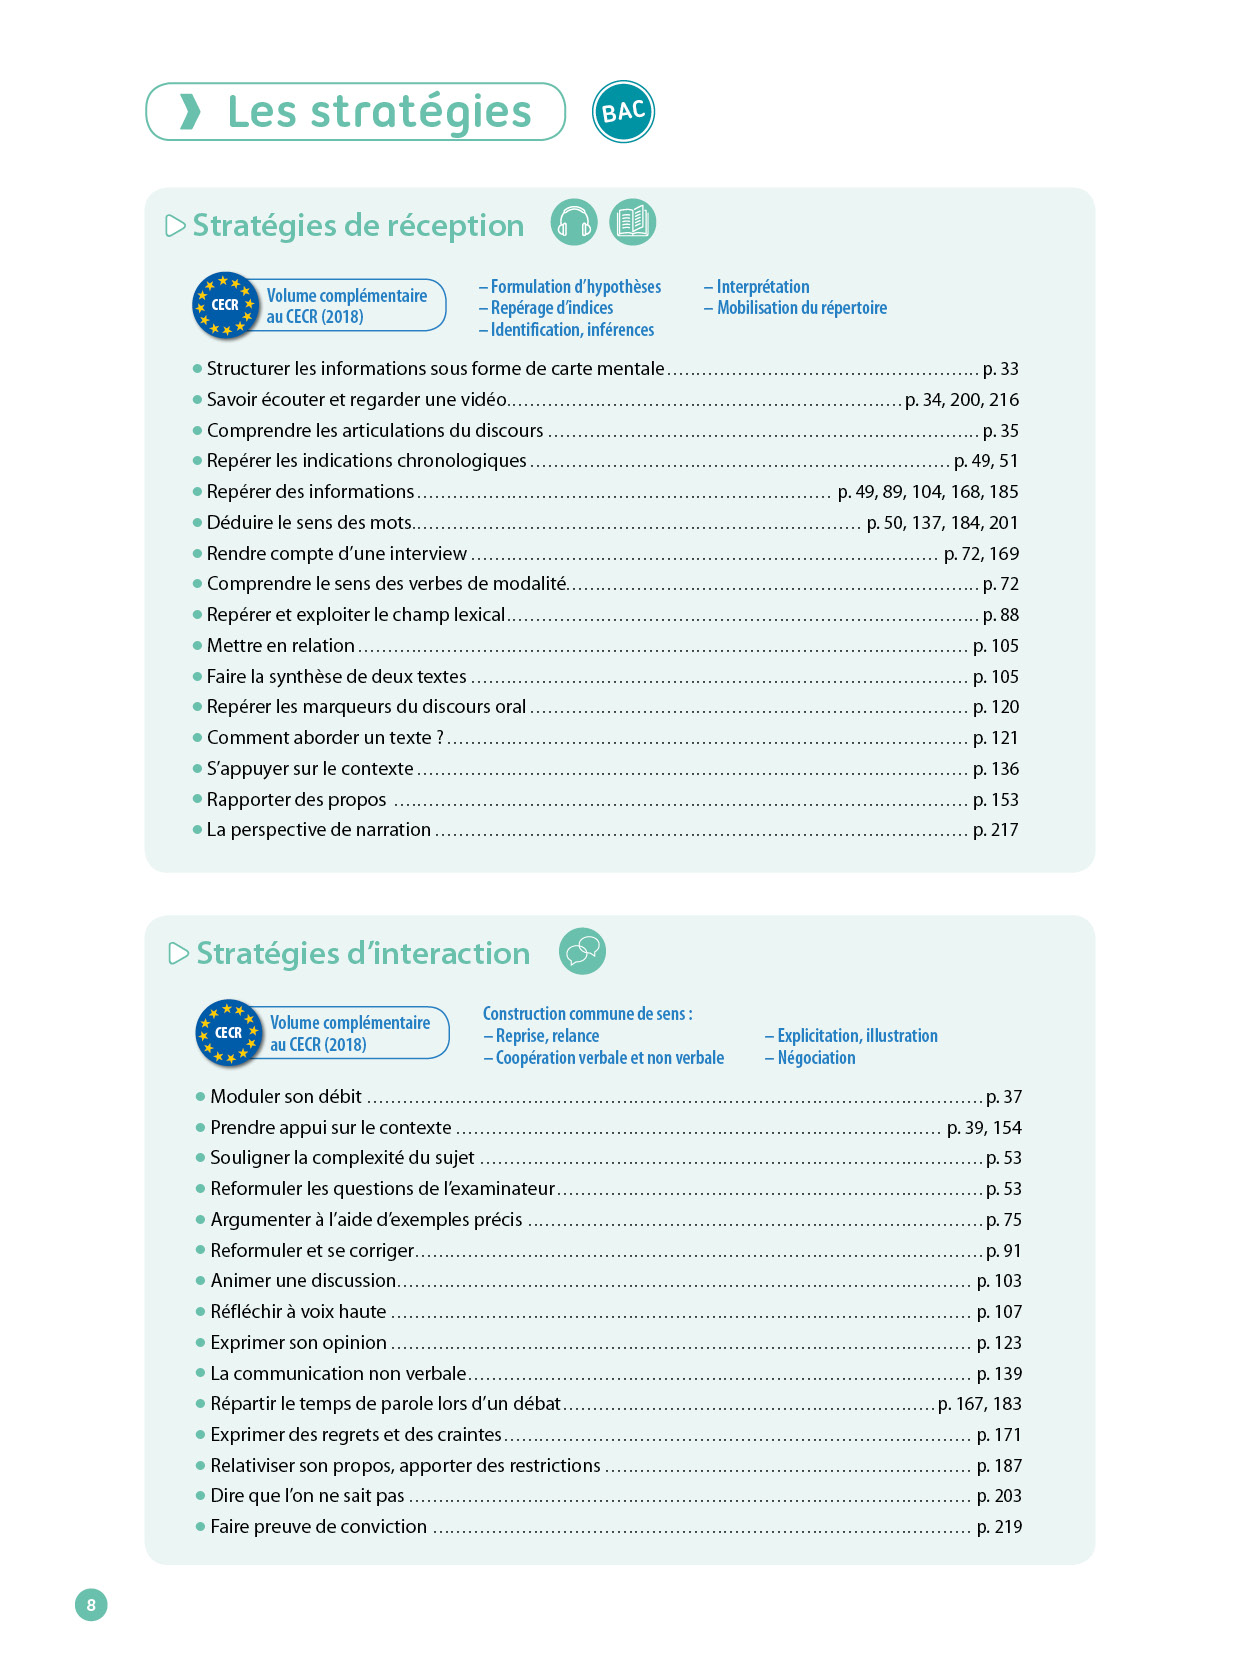 Les stratégies
BAC
Stratégies de réception
CECR
Volume complémentaire
au CECR (2018)
– Formulation d’hypothèses
– Repérage d’indices
– Identification, inférences
– Interprétation
– Mobilisation du répertoire
• Structurer les informations sous forme de carte mentale ... p. 33
• Savoir écouter et regarder une vidéo ... p. 34, 200, 216
• Comprendre les articulations du discours ... p. 35
• Repérer les indications chronologiques ... p. 49, 51
• Repérer des informations ... p. 49, 89, 104, 168, 185
• Déduire le sens des mots ... p. 50, 137, 184, 201
• Rendre compte d’une interview ... p. 72, 169
• Comprendre le sens des verbes de modalité ... p. 72
• Repérer et exploiter le champ lexical ... p. 88
• Mettre en relation ... p. 105
• Faire la synthèse de deux textes ... p. 105
• Repérer les marqueurs du discours oral ... p. 120
• Comment aborder un texte ? ... p. 121
• S’appuyer sur le contexte ... p. 136
• Rapporter des propos ... p. 153
• La perspective de narration ... p. 217
Stratégies d’interaction
CECR
Volume complémentaire
au CECR (2018)
Construction commune de sens :
– Reprise, relance
– Coopération verbale et non verbale
– Explicitation, illustration
– Négociation
• Moduler son débit ... p. 37
• Prendre appui sur le contexte ... p. 39, 154
• Souligner la complexité du sujet ... p. 53
• Reformuler les questions de l’examinateur ... p. 53
• Argumenter à l’aide d’exemples précis ... p. 75
• Reformuler et se corriger ... p. 91
• Animer une discussion ... p. 103
• Réfléchir à voix haute ... p. 107
• Exprimer son opinion ... p. 123
• La communication non verbale ... p. 139
• Répartir le temps de parole lors d’un débat ... p. 167, 183
• Exprimer des regrets et des craintes ... p. 171
• Relativiser son propos, apporter des restrictions ... p. 187
• Dire que l’on ne sait pas ... p. 203
• Faire preuve de conviction ... p. 219
8